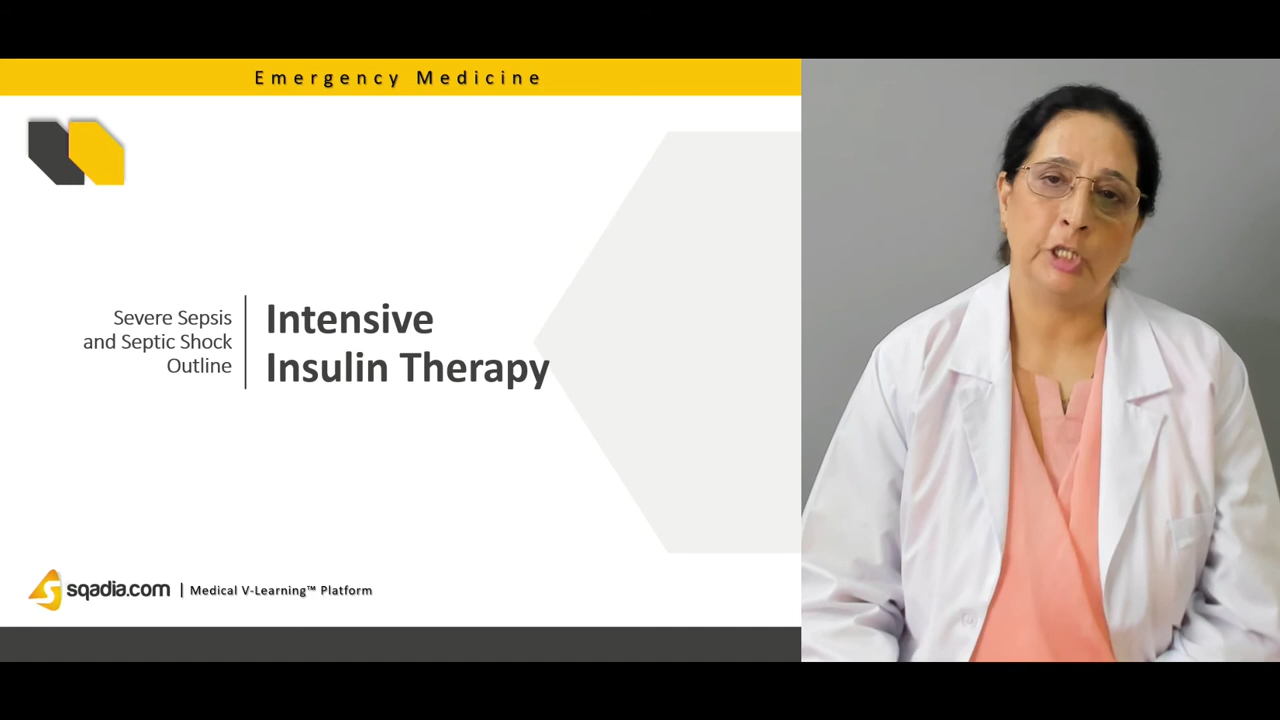 Emergency Medicine
Severe Sepsis
and Septic Shock
Outline
Intensive
Insulin Therapy
sqadia.com | Medical V-Learning™ Platform